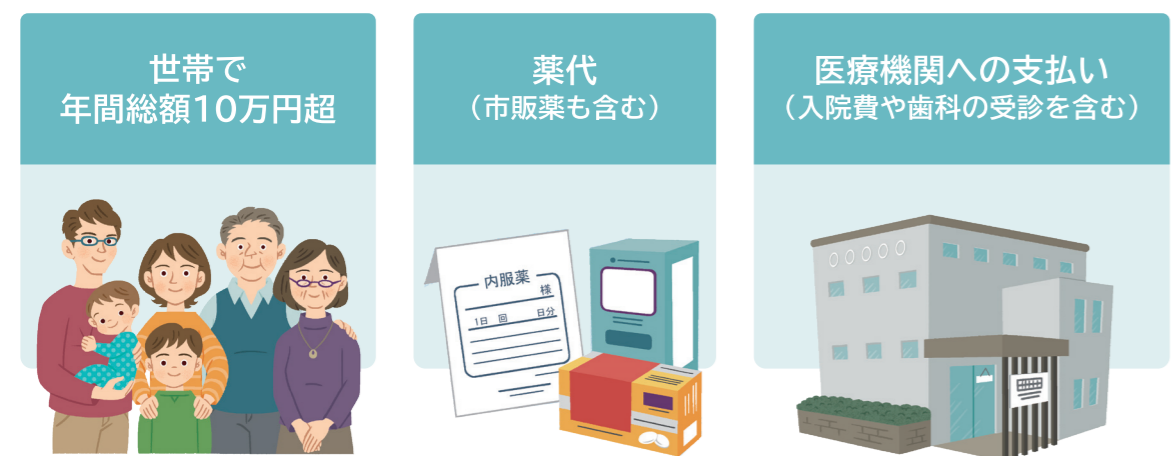 世帯で
年間総額10万円超
薬代
（市販薬も含む）
医療機関への支払い
（入院費や歯科の受診を含む）
内服薬
様
1日 回 日分